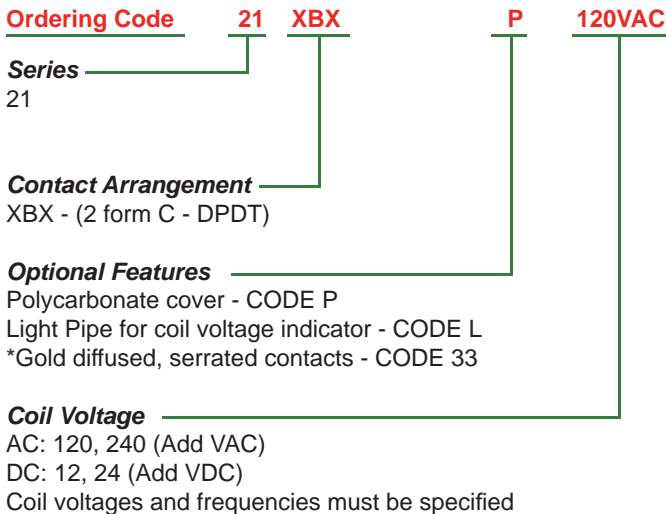 Ordering Code 21 XBX P 120VAC
Series
21
Contact Arrangement
XBX - (2 form C - DPDT)
Optional Features
Polycarbonate cover - CODE P
Light Pipe for coil voltage indicator - CODE L
*Gold diffused, serrated contacts - CODE 33
Coil Voltage
AC: 120, 240 (Add VAC)
DC: 12, 24 (Add VDC)
Coil voltages and frequencies must be specified